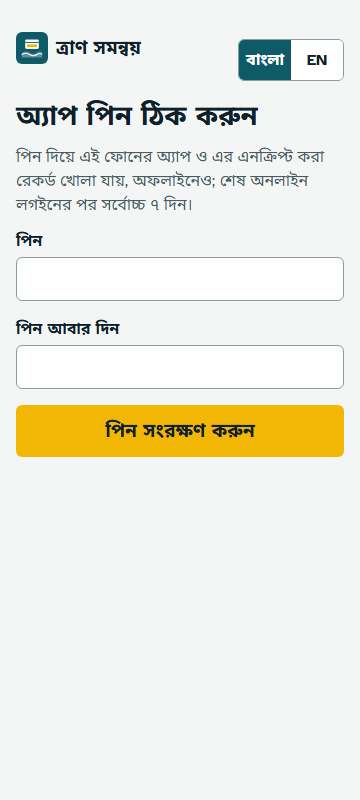 ত্রাণ সমন্বয়
বাংলা EN
অ্যাপ পিন ঠিক করুন
পিন দিয়ে এই ফোনের অ্যাপ ও এর এনক্রিপ্ট করা
রেকর্ড খোলা যায়, অফলাইনেও; শেষ অনলাইন
লগইনের পর সর্বোচ্চ ৭ দিন।
পিন
পিন আবার দিন
পিন সংরক্ষণ করুন